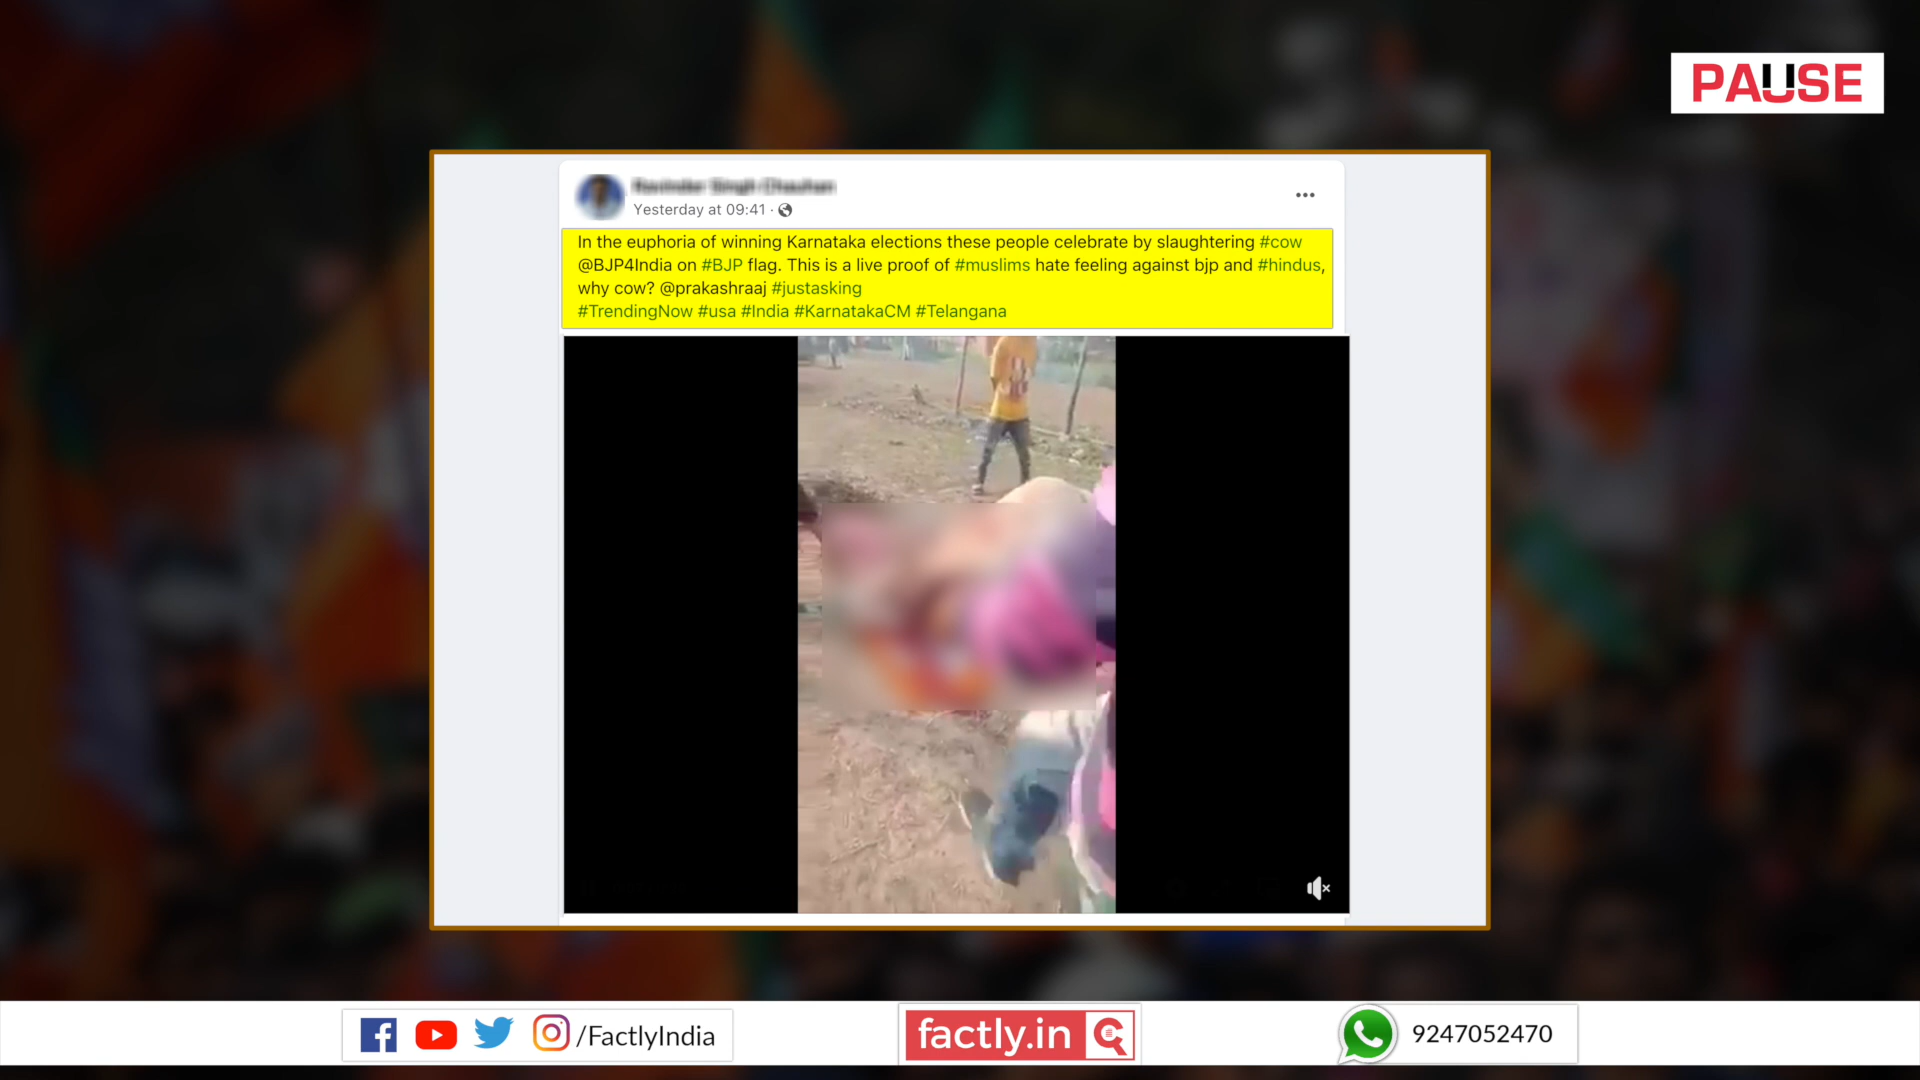 PAUSE
Yesterday at 09:41 ·
In the euphoria of winning Karnataka elections these people celebrate by slaughtering #cow
@BJP4India on #BJP flag. This is a live proof of #muslims hate feeling against bjp and #hindus,
why cow? @prakashraaj #justasking
#TrendingNow #usa #India #KarnatakaCM #Telangana
/FactlyIndia
factly.in
9247052470